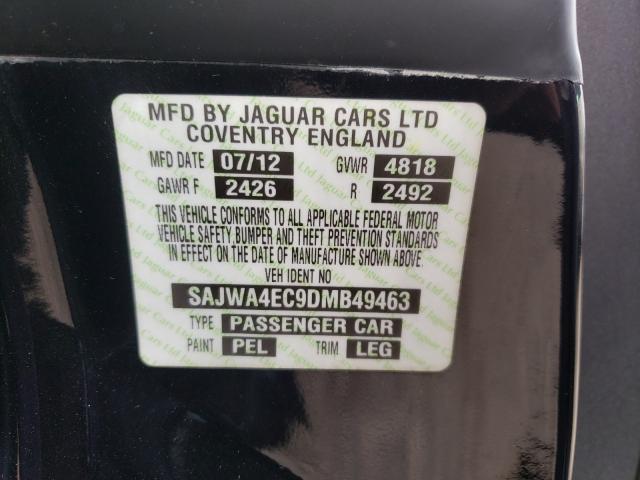 MFD BY JAGUAR CARS LTD
COVENTRY ENGLAND
MFD DATE 07/12 GVWR 4818
GAWR F 2426 R 2492
THIS VEHICLE CONFORMS TO ALL APPLICABLE FEDERAL MOTOR
VEHICLE SAFETY BUMPER AND THEFT PREVENTION STANDARDS
IN EFFECT ON THE DATE OF MANUFACTURE SHOWN ABOVE.
VEH IDENT NO
SAJWA4EC9DMB49463
TYPE PASSENGER CAR
PAINT PEL TRIM LEG